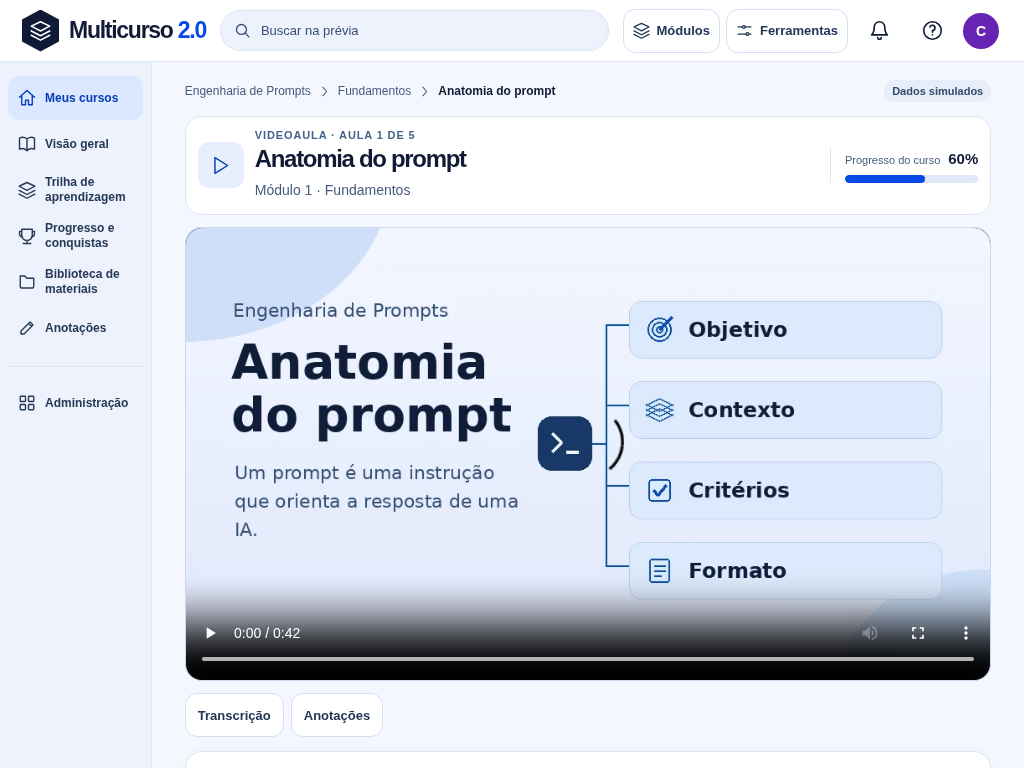 Multicurso 2.0
Buscar na prévia
Módulos
Ferramentas
C
Meus cursos
Visão geral
Trilha de
aprendizagem
Progresso e
conquistas
Biblioteca de
materiais
Anotações
Administração
Engenharia de Prompts
Fundamentos
Anatomia do prompt
Dados simulados
VIDEOAULA · AULA 1 DE 5
Anatomia do prompt
Módulo 1 · Fundamentos
Progresso do curso 60%
Engenharia de Prompts
Anatomia
do prompt
Um prompt é uma instrução
que orienta a resposta de uma
IA.
Objetivo
Contexto
Critérios
Formato
0:00 / 0:42
Transcrição
Anotações